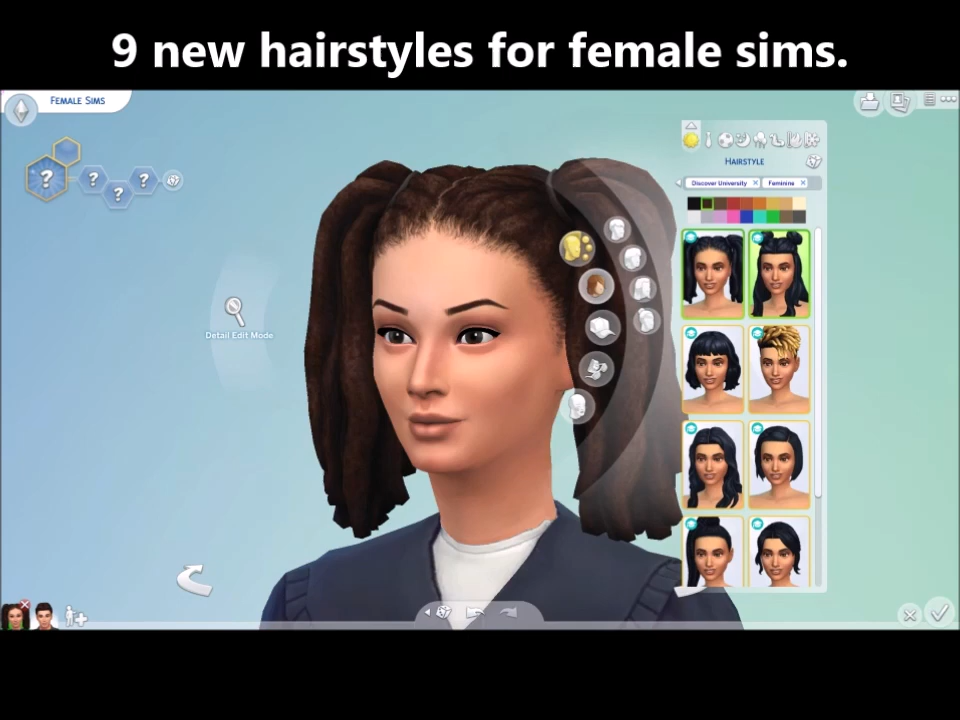 9 new hairstyles for female sims.
Female Sims
Hairstyle
Discover University X Feminine X
? ? ? ?
Detail Edit Mode